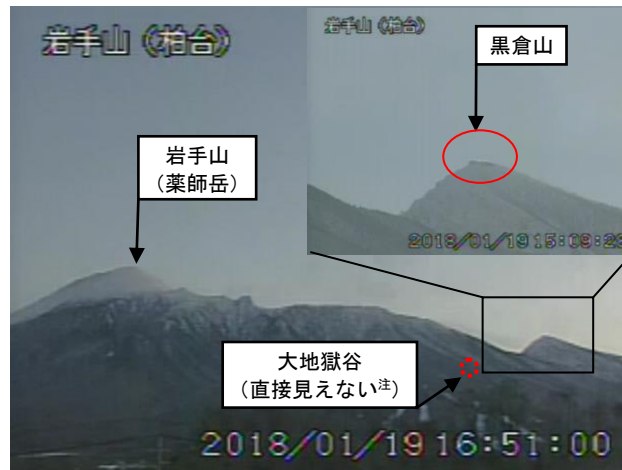 岩手山（柏台）
岩手山（柏台）
黒倉山
2018/01/19 15:09:23
岩手山
（薬師岳）
大地獄谷
（直接見えない注）
2018/01/19 16:51:00